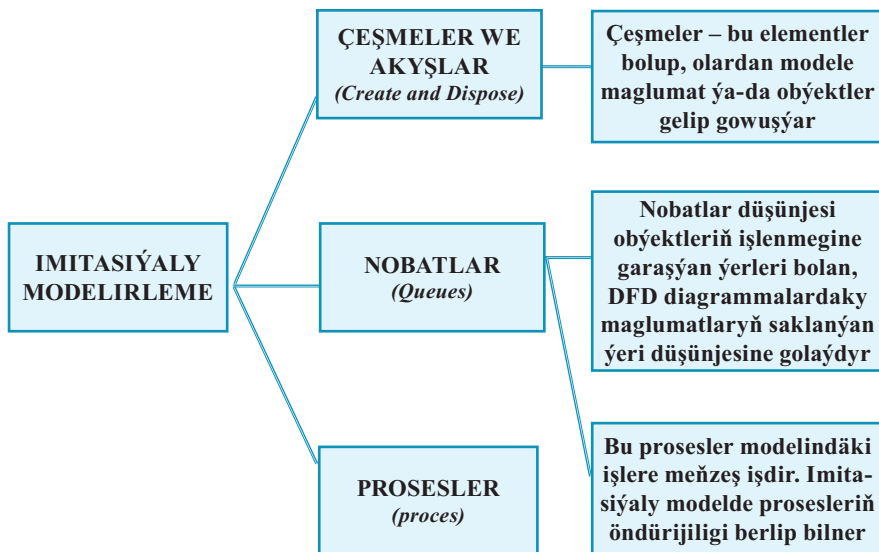 ÇEŞMELER WE
AKYŞLAR
(Create and Dispose)
Çeşmeler – bu elementler
bolup, olardan modele
maglumat ýa-da obýektler
gelip gowuşýar
IMITASIÝALY
MODELIRLEME
NOBATLAR
(Queues)
Nobatlar düşünjesi
obýektleriň işlenmegine
garaşýan ýerleri bolan,
DFD diagrammalardaky
maglumatlaryň saklanýan
ýeri düşünjesine golaýdyr
PROSESLER
(proces)
Bu prosesler modelindäki
işlere meňzeş işdir. Imita-
siýaly modelde prosesleriň
öndürijiligi berlip bilner